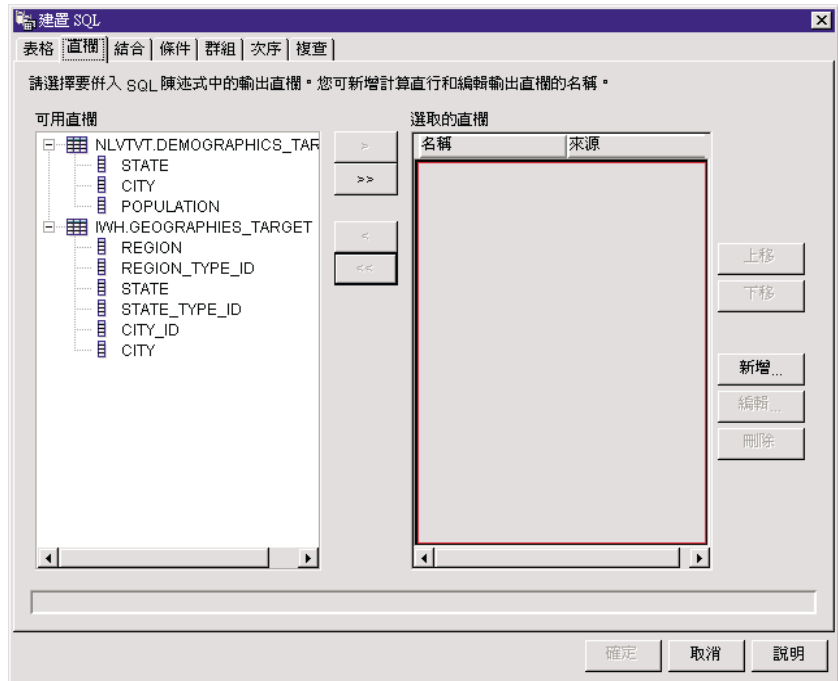 建置 SQL
表格 直欄 結合 條件 群組 次序 複查
請選擇要併入 SQL 陳述式中的輸出直欄。您可新增計算直行和編輯輸出直欄的名稱。
可用直欄
NLVTVT.DEMOGRAPHICS_TAR
STATE
CITY
POPULATION
IWH.GEOGRAPHIES_TARGET
REGION
REGION_TYPE_ID
STATE
STATE_TYPE_ID
CITY_ID
CITY
>
>>
<
<<
選取的直欄
名稱 來源
上移
下移
新增...
編輯...
刪除
確定 取消 說明